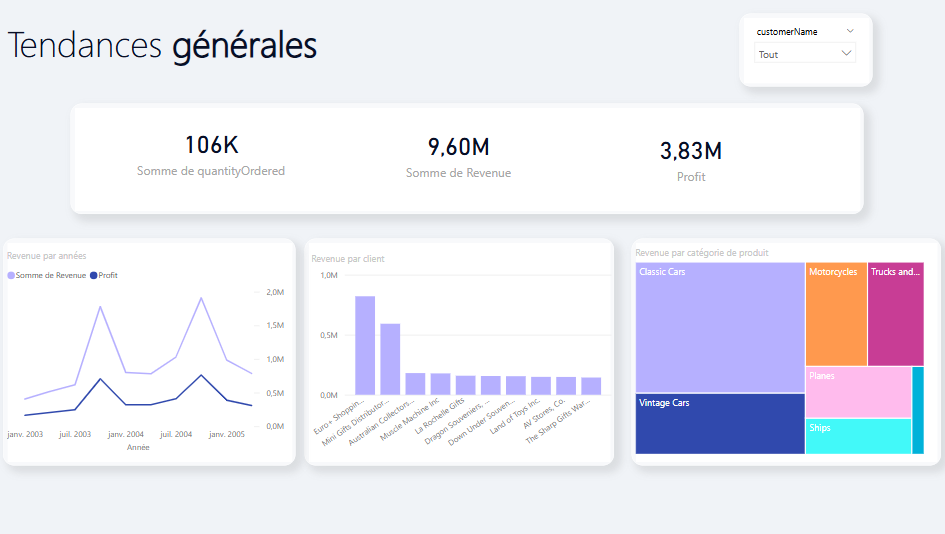 Tendances générales
customerName
Tout
106K
Somme de quantityOrdered
9,60M
Somme de Revenue
3,83M
Profit
Revenue par années
Somme de Revenue Profit
2,0M
1,5M
1,0M
0,5M
0,0M
janv. 2003 juil. 2003 janv. 2004 juil. 2004 janv. 2005
Année
Revenue par client
1,0M
0,5M
0,0M
Euro+ Shoppin...
Mini Gifts Distributor...
Australian Collectors...
Muscle Machine Inc
La Rochelle Gifts
Dragon Souveniers, ...
Down Under Souven...
Land of Toys Inc.
AV Stores, Co.
The Sharp Gifts War...
Revenue par catégorie de produit
Classic Cars
Motorcycles
Trucks and...
Vintage Cars
Planes
Ships